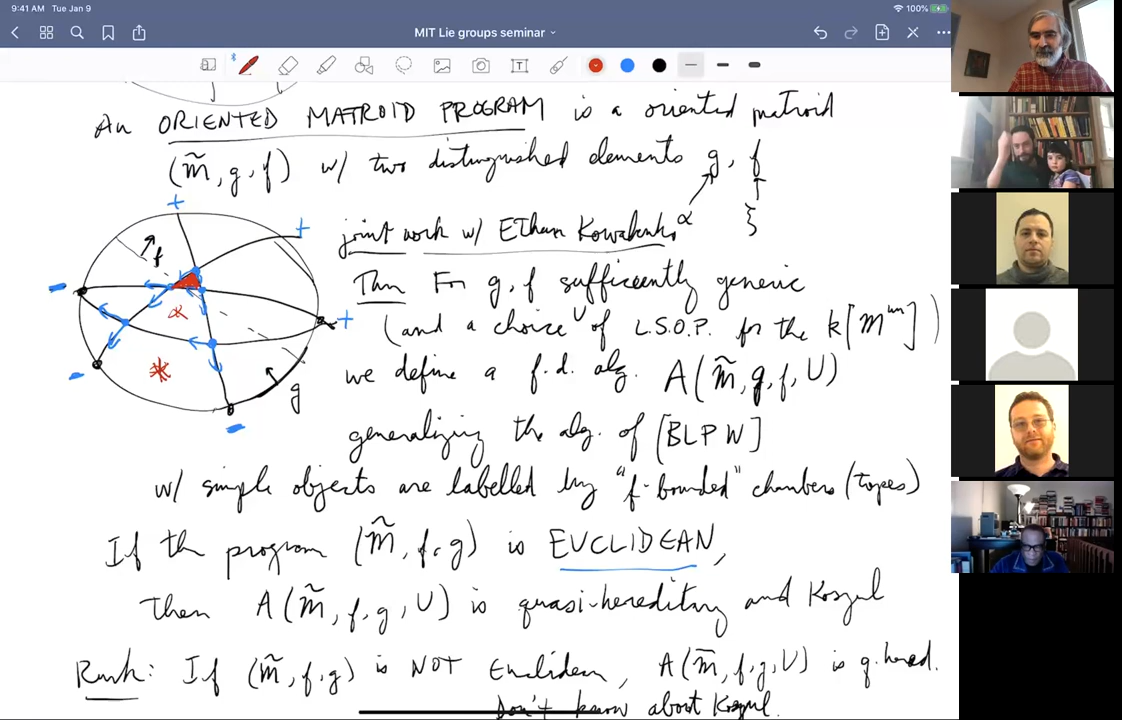 9:41 AM Tue Jan 9
100%
MIT Lie groups seminar
An ORIENTED MATROID PROGRAM is a oriented matroid
(m̃, g, f) w/ two distinguished elements g, f
α ξ
joint work w/ Ethan Kowalenko
Thm For g, f sufficiently generic
(and a choice U of L.S.O.P. for the k[m^un])
we define a f.d. alg. A(m̃, g, f, U)
generalizing the alg. of [BLPW]
w/ simple objects are labelled by "f-bounded" chambers (topes)
If the program (m̃, f, g) is EUCLIDEAN,
then A(m̃, f, g, U) is quasi-hereditary and Koszul
Rmk: If (m̃, f, g) is NOT Euclidean, A(m̃, f, g, U) is q. hered.
Don't know about Koszul.
+ +
f
- +
α
- *
g
-